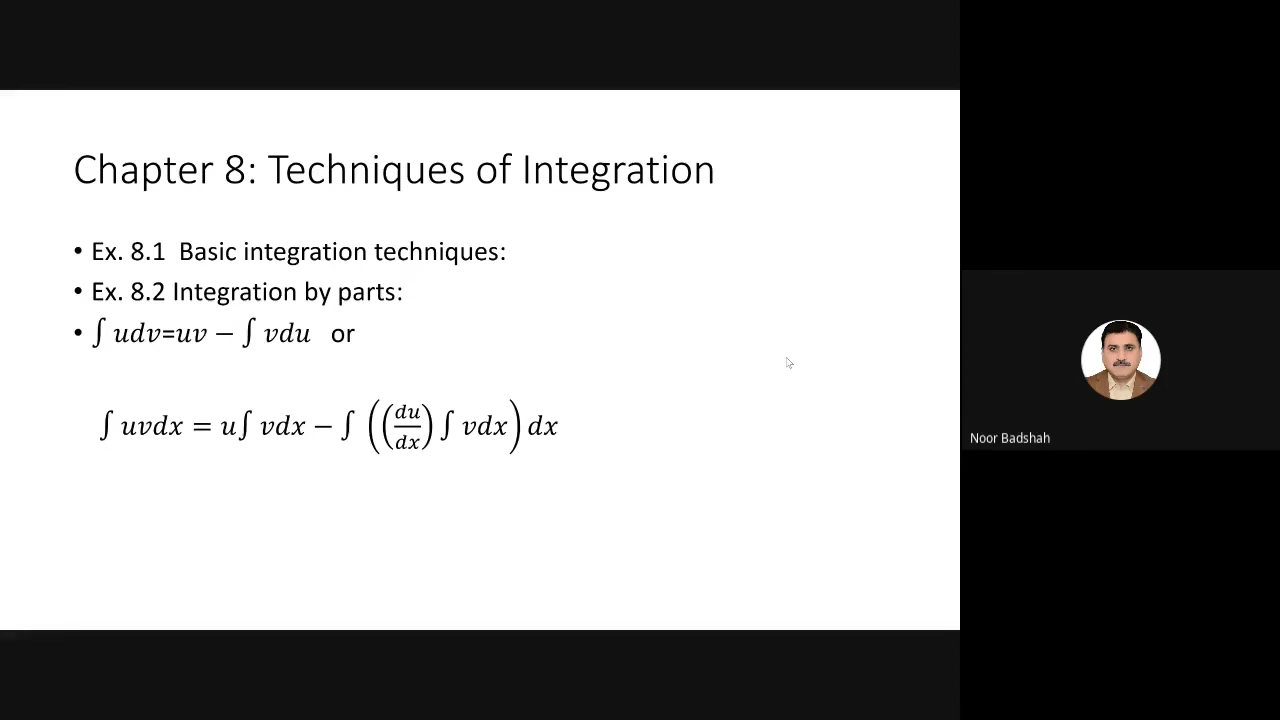 Chapter 8: Techniques of Integration
• Ex. 8.1 Basic integration techniques:
• Ex. 8.2 Integration by parts:
• ∫ udv=uv − ∫ vdu or
∫ uvdx = u∫ vdx − ∫ ((du/dx) ∫ vdx) dx
Noor Badshah